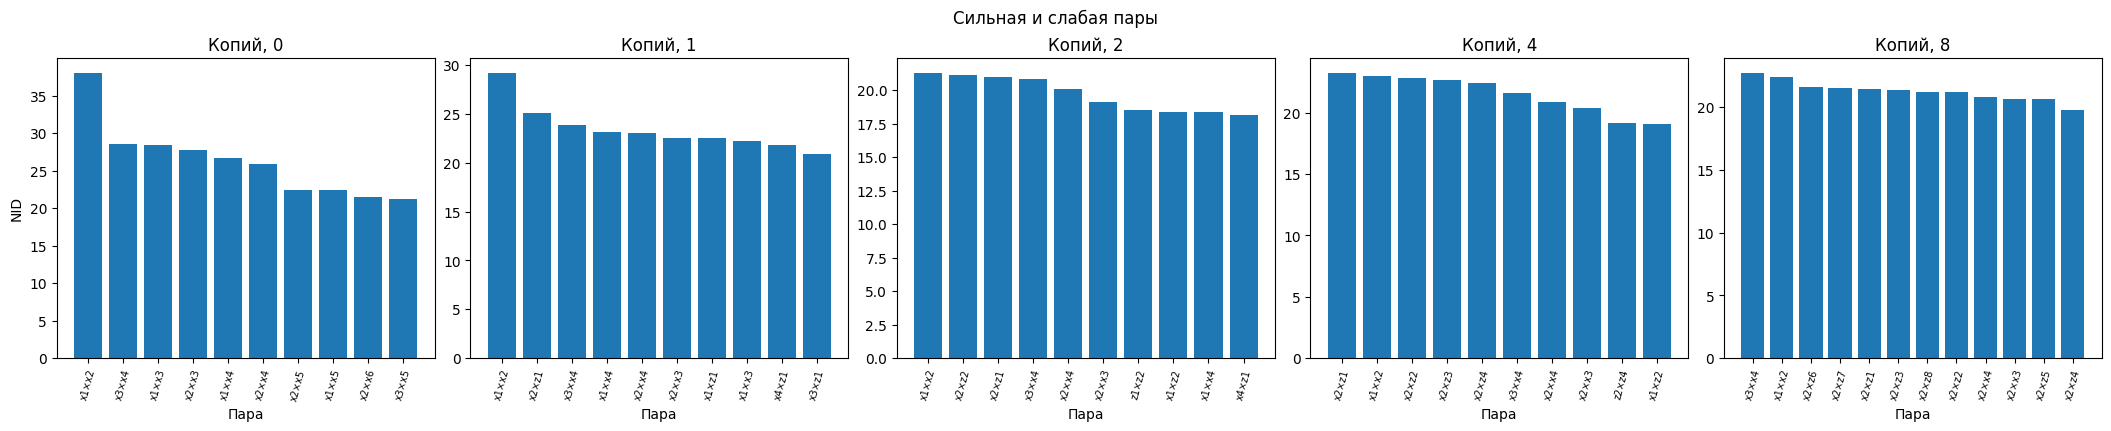 Сильная и слабая пары
Копий, 0
35
30
25
20
15
10
5
0
NID
x1×x2
x3×x4
x1×x3
x2×x3
x1×x4
x2×x4
x2×x5
x1×x5
x2×x6
x3×x5
Пара
Копий, 1
30
25
20
15
10
5
0
x1×x2
x2×z1
x3×x4
x1×x4
x2×x4
x2×x3
x1×z1
x1×x3
x4×z1
x3×z1
Пара
Копий, 2
20.0
17.5
15.0
12.5
10.0
7.5
5.0
2.5
0.0
x1×x2
x2×z2
x2×z1
x3×x4
x2×x4
x2×x3
z1×z2
x1×z2
x1×x4
x4×z1
Пара
Копий, 4
20
15
10
5
0
x2×z1
x1×x2
x2×z2
x2×z3
x2×z4
x3×x4
x2×x4
x2×x3
z2×z4
x1×z2
Пара
Копий, 8
20
15
10
5
0
x3×x4
x1×x2
x2×z6
x2×z7
x2×z1
x2×z3
x2×z8
x2×z2
x2×x4
x2×x3
x2×z5
x2×z4
Пара